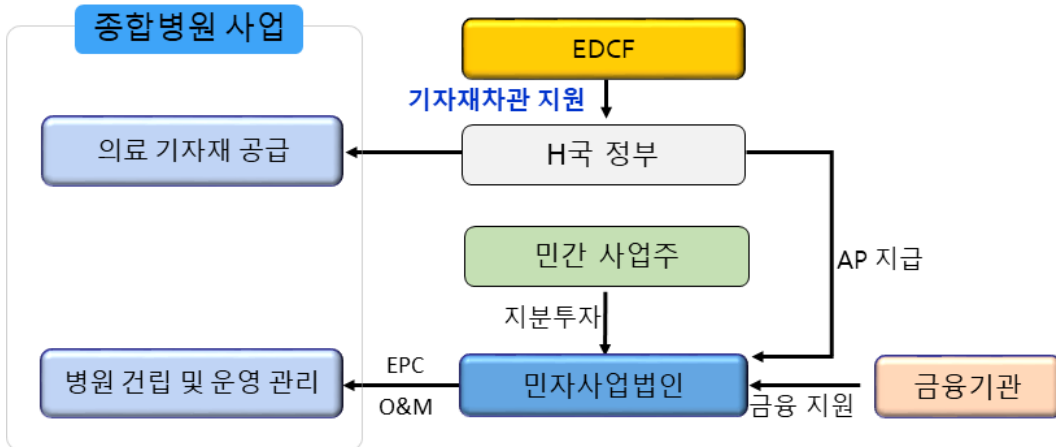 종합병원 사업
EDCF
기자재차관 지원
의료 기자재 공급
H국 정부
민간 사업주
AP 지급
지분투자
병원 건립 및 운영 관리
EPC
O&M
민자사업법인
금융 지원
금융기관